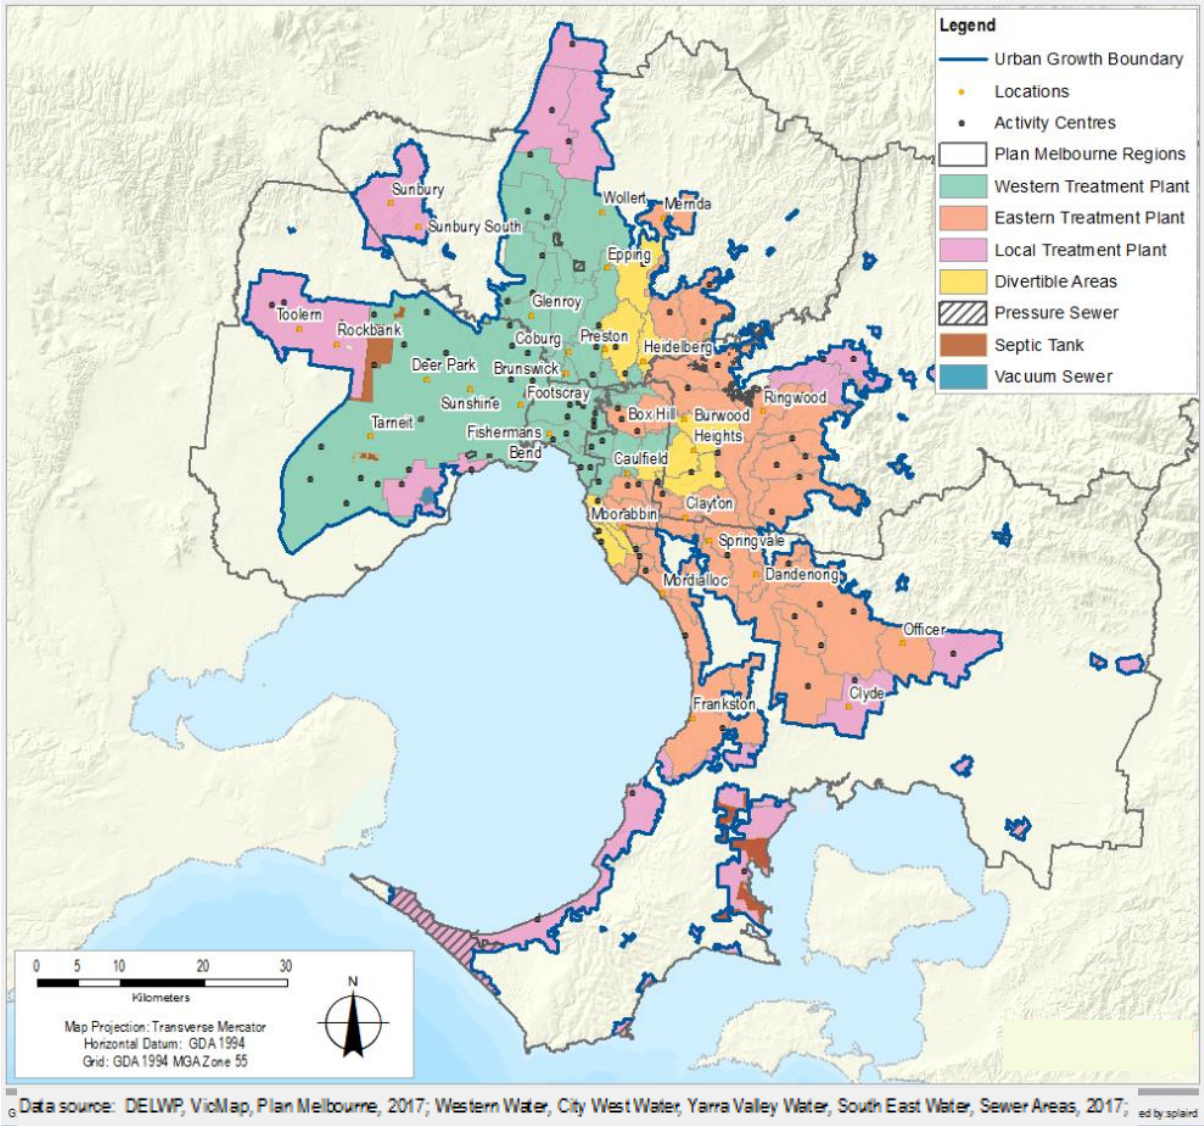 Legend
Urban Growth Boundary
Locations
Activity Centres
Plan Melbourne Regions
Western Treatment Plant
Eastern Treatment Plant
Local Treatment Plant
Divertible Areas
Pressure Sewer
Septic Tank
Vacuum Sewer
Sunbury
Sunbury South
Wollert
Mernda
Epping
Toolern
Rockbank
Glenroy
Coburg
Preston
Heidelberg
Deer Park
Brunswick
Sunshine
Footscray
Ringwood
Box Hill
Burwood
Heights
Tarneit
Fishermans
Bend
Caulfield
Moorabbin
Clayton
Springvale
Mordialloc
Dandenong
Officer
Clyde
Frankston
0 5 10 20 30
Kilometers
N
Map Projection: Transverse Mercator
Horizontal Datum: GDA 1994
Grid: GDA 1994 MGA Zone 55
G Data source: DELWP, VicMap, Plan Melbourne, 2017; Western Water, City West Water, Yarra Valley Water, South East Water, Sewer Areas, 2017; ed by:splaird